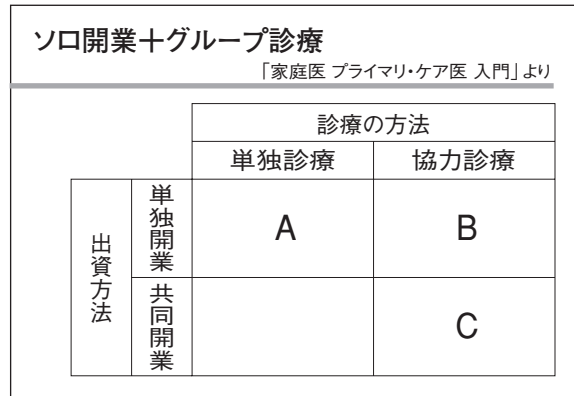 ソロ開業＋グループ診療
「家庭医 プライマリ・ケア医 入門」より
診療の方法
単独診療 協力診療
出資方法
単独開業 A B
共同開業 C